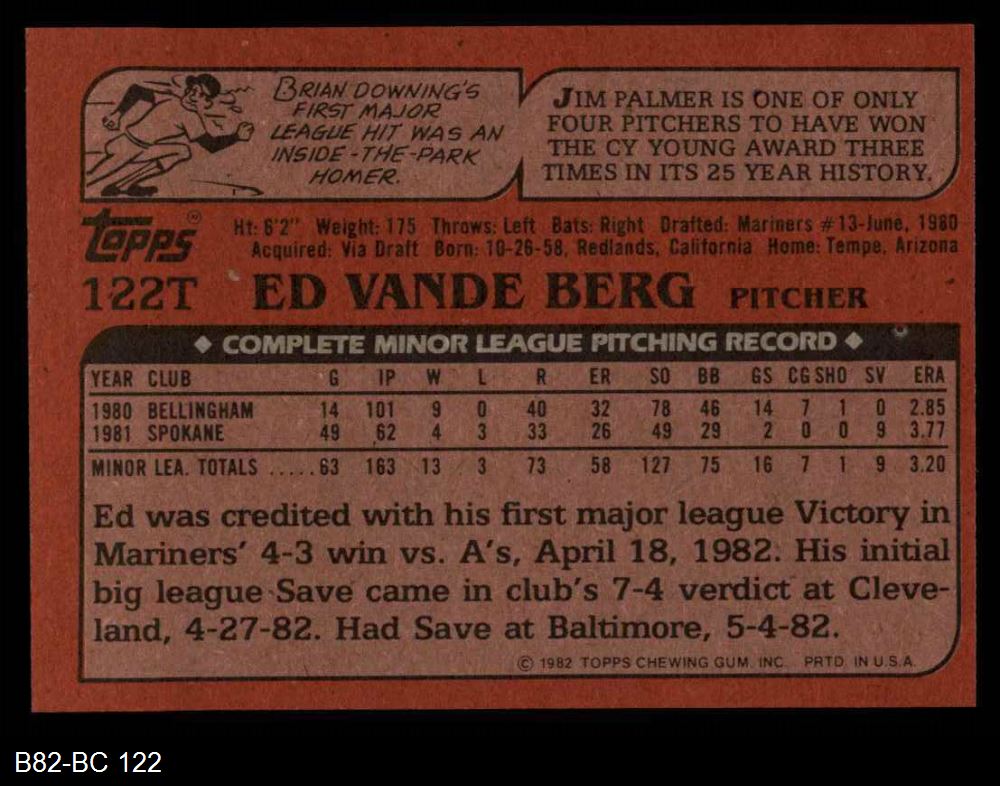 BRIAN DOWNING'S
FIRST MAJOR
LEAGUE HIT WAS AN
INSIDE-THE-PARK
HOMER.
JIM PALMER IS ONE OF ONLY
FOUR PITCHERS TO HAVE WON
THE CY YOUNG AWARD THREE
TIMES IN ITS 25 YEAR HISTORY.
Topps®
Ht: 6'2" Weight: 175 Throws: Left Bats: Right Drafted: Mariners #13-June, 1980
Acquired: Via Draft Born: 10-26-58, Redlands, California Home: Tempe, Arizona
122T ED VANDE BERG PITCHER
◆ COMPLETE MINOR LEAGUE PITCHING RECORD ◆
YEAR CLUB G IP W L R ER SO BB GS CG SHO SV ERA
1980 BELLINGHAM 14 101 9 0 40 32 78 46 14 7 1 0 2.85
1981 SPOKANE 49 62 4 3 33 26 49 29 2 0 0 9 3.77
MINOR LEA. TOTALS .....63 163 13 3 73 58 127 75 16 7 1 9 3.20
Ed was credited with his first major league Victory in
Mariners' 4-3 win vs. A's, April 18, 1982. His initial
big league Save came in club's 7-4 verdict at Cleve-
land, 4-27-82. Had Save at Baltimore, 5-4-82.
© 1982 TOPPS CHEWING GUM, INC. PRTD. IN U.S.A.
B82-BC 122